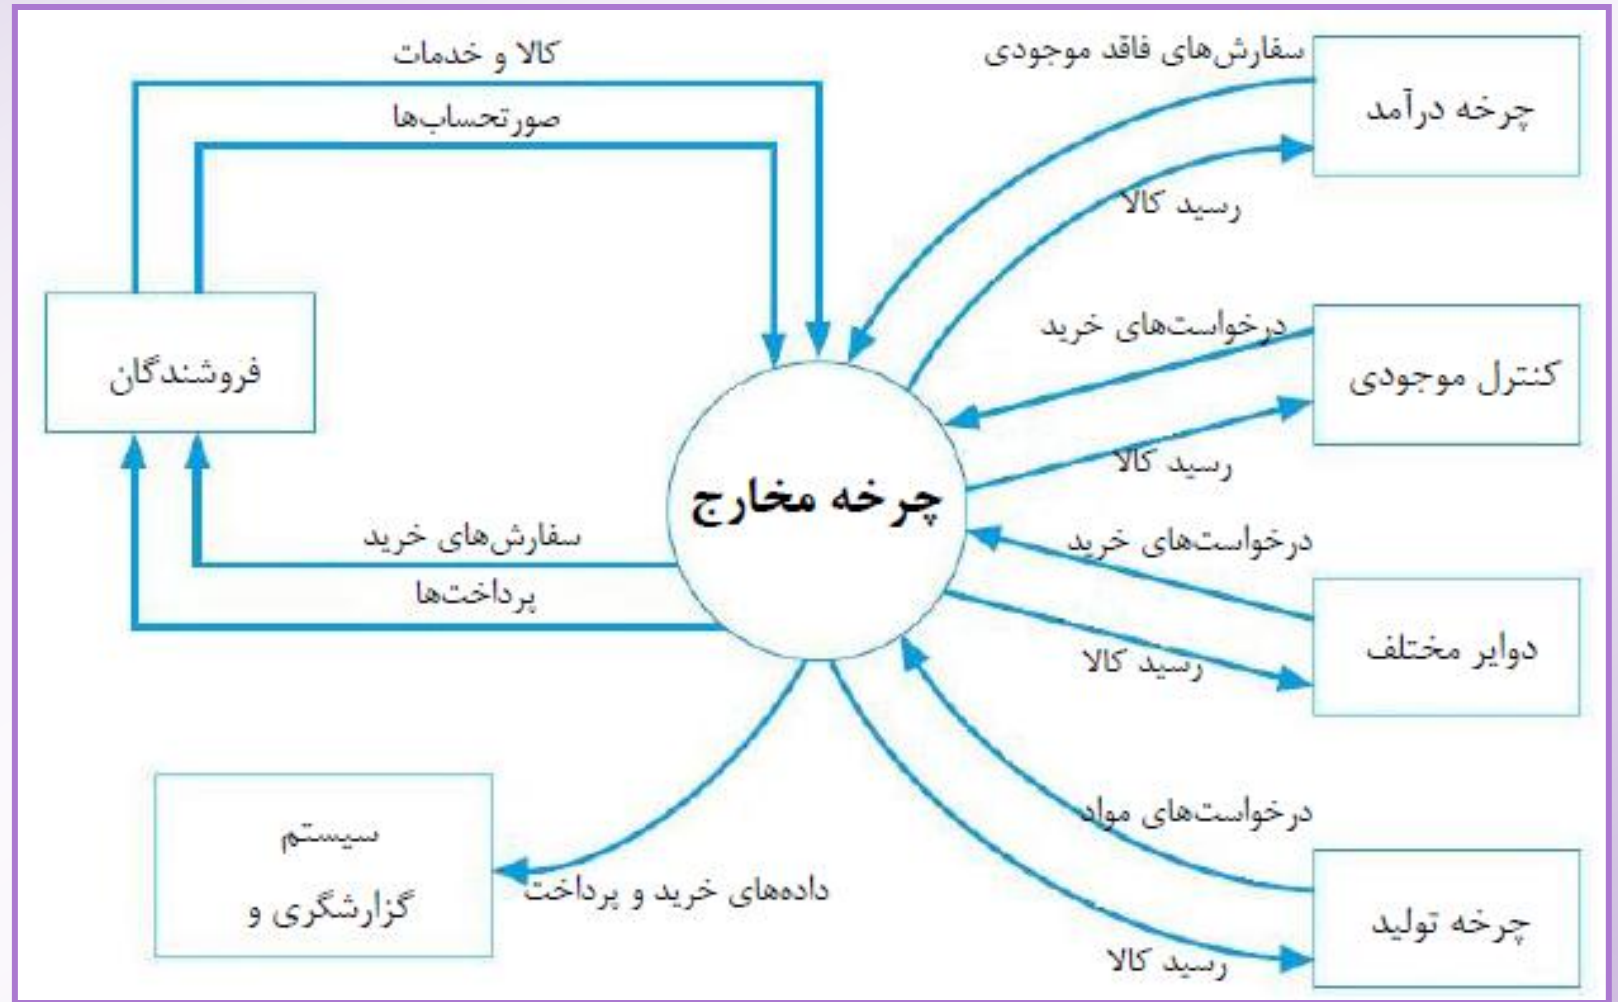 کالا و خدمات
صورتحساب‌ها
سفارش‌های فاقد موجودی
چرخه درآمد
رسید کالا
درخواست‌های خرید
کنترل موجودی
رسید کالا
فروشندگان
چرخه مخارج
درخواست‌های خرید
دوایر مختلف
رسید کالا
سفارش‌های خرید
پرداخت‌ها
درخواست‌های مواد
چرخه تولید
رسید کالا
داده‌های خرید و پرداخت
سیستم
گزارشگری و